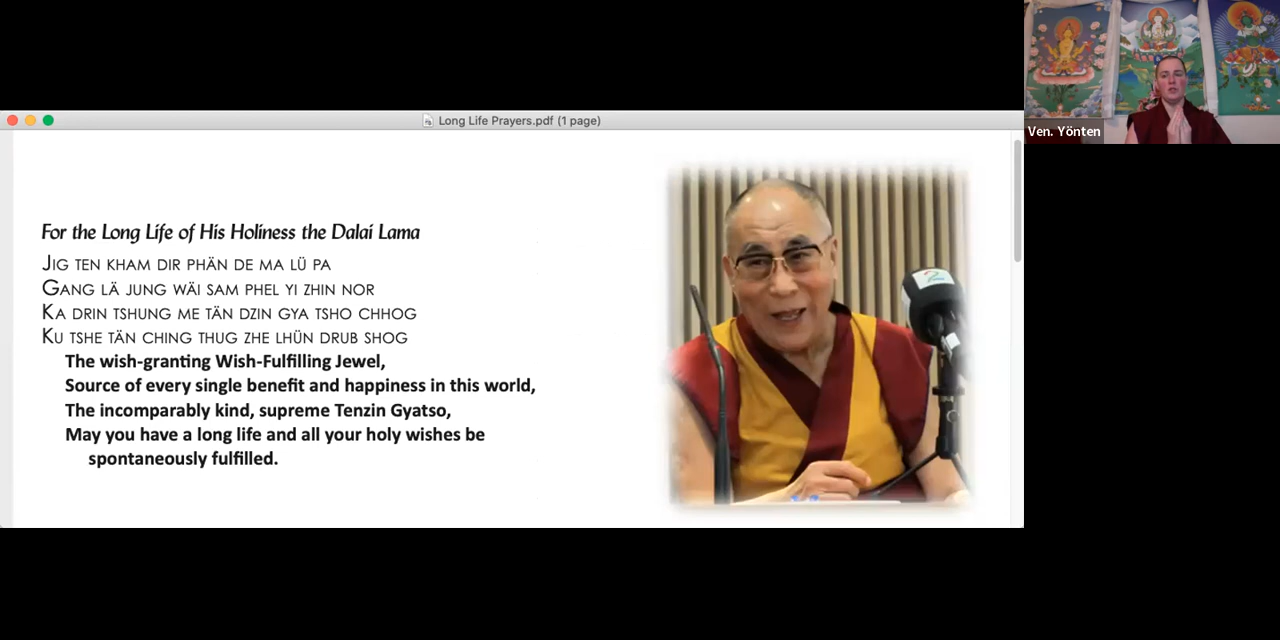 Long Life Prayers.pdf (1 page)
Ven. Yönten
For the Long Life of His Holiness the Dalai Lama
JIG TEN KHAM DIR PHÄN DE MA LÜ PA
GANG LÄ JUNG WÄI SAM PHEL YI ZHIN NOR
KA DRIN TSHUNG ME TÄN DZIN GYA TSHO CHHOG
KU TSHE TÄN CHING THUG ZHE LHÜN DRUB SHOG
The wish-granting Wish-Fulfilling Jewel,
Source of every single benefit and happiness in this world,
The incomparably kind, supreme Tenzin Gyatso,
May you have a long life and all your holy wishes be
spontaneously fulfilled.
2